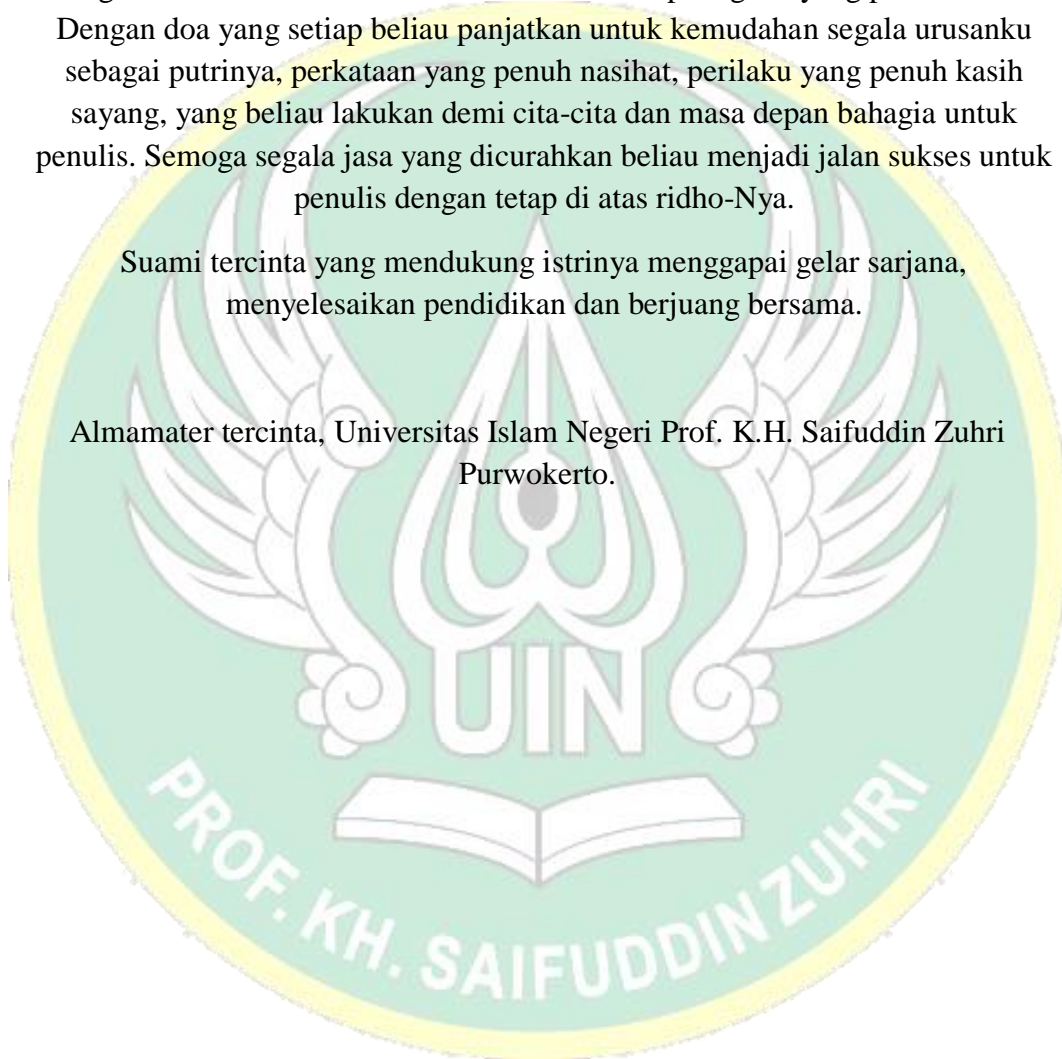 Dengan doa yang setiap beliau panjatkan untuk kemudahan segala urusanku
sebagai putrinya, perkataan yang penuh nasihat, perilaku yang penuh kasih
sayang, yang beliau lakukan demi cita-cita dan masa depan bahagia untuk
penulis. Semoga segala jasa yang dicurahkan beliau menjadi jalan sukses untuk
penulis dengan tetap di atas ridho-Nya.
Suami tercinta yang mendukung istrinya menggapai gelar sarjana,
menyelesaikan pendidikan dan berjuang bersama.
Almamater tercinta, Universitas Islam Negeri Prof. K.H. Saifuddin Zuhri
Purwokerto.
UIN
PROF. KH. SAIFUDDIN ZUHRI